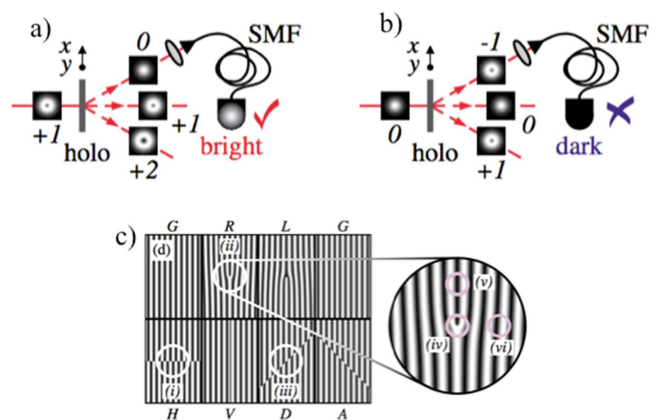 a)
x
y
0
SMF
+1
holo
+1
+2
bright
b)
x
y
-1
SMF
0
holo
0
+1
dark
c)
G R L G
(d)
(ii)
(v)
(iv)
(vi)
(i)
(iii)
H V D A